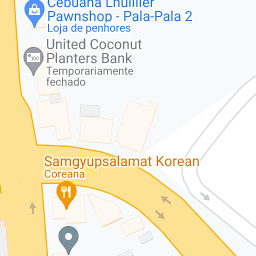 Cebuana Lhuillier
Pawnshop - Pala-Pala 2
Loja de penhores
United Coconut
Planters Bank
Temporariamente
fechado
Samgyupsalamat Korean
Coreana